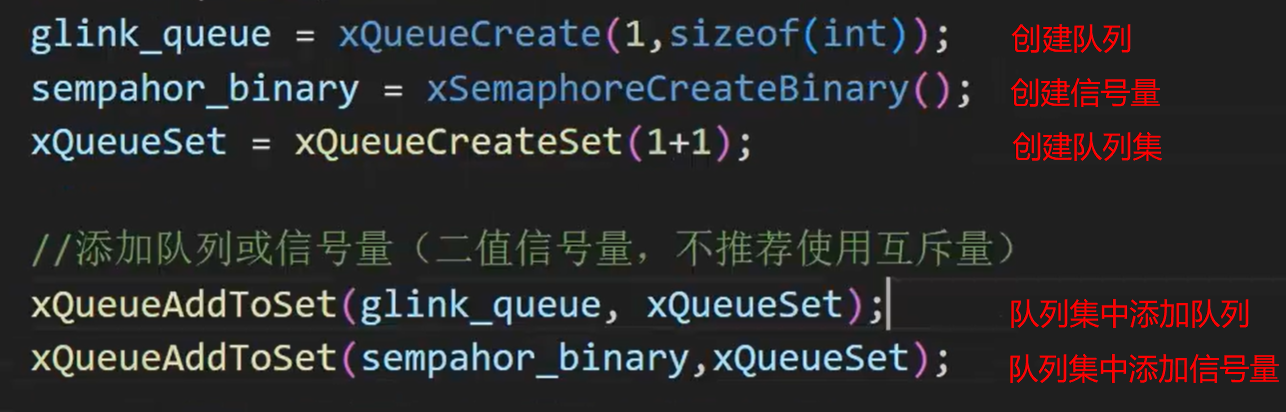 glink_queue = xQueueCreate(1,sizeof(int)); 创建队列
sempahor_binary = xSemaphoreCreateBinary(); 创建信号量
xQueueSet = xQueueCreateSet(1+1); 创建队列集
//添加队列或信号量（二值信号量，不推荐使用互斥量）
xQueueAddToSet(glink_queue, xQueueSet); 队列集中添加队列
xQueueAddToSet(sempahor_binary,xQueueSet); 队列集中添加信号量